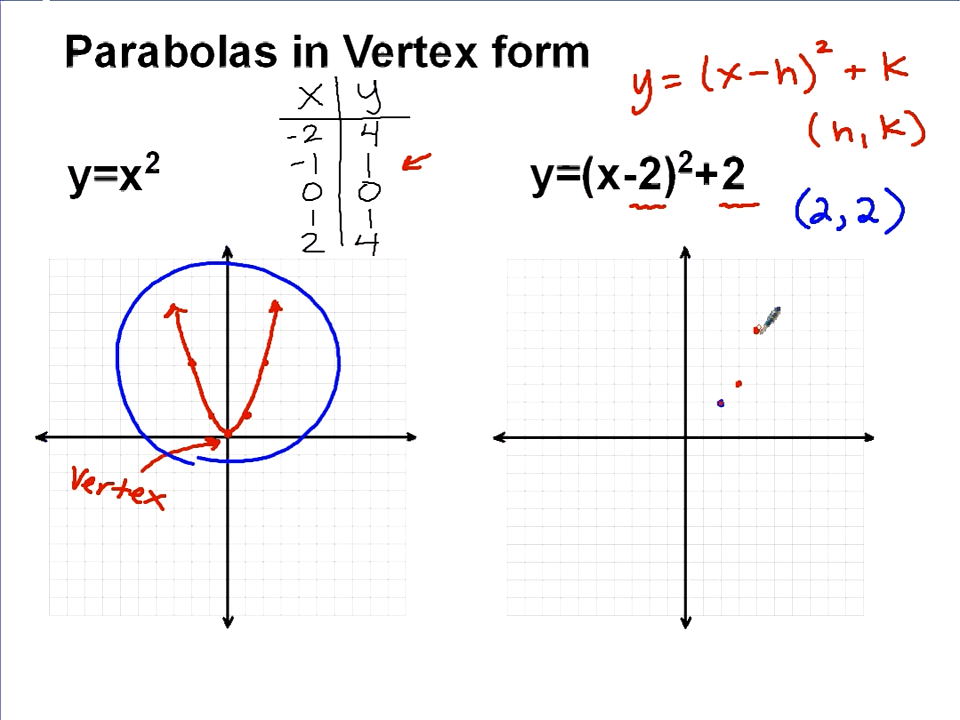 Parabolas in Vertex form
y = (x-h)² + k
(h, k)
x | y
-2 | 4
-1 | 1
0 | 0
1 | 1
2 | 4
y=x²
y=(x-2)²+2
(2, 2)
Vertex